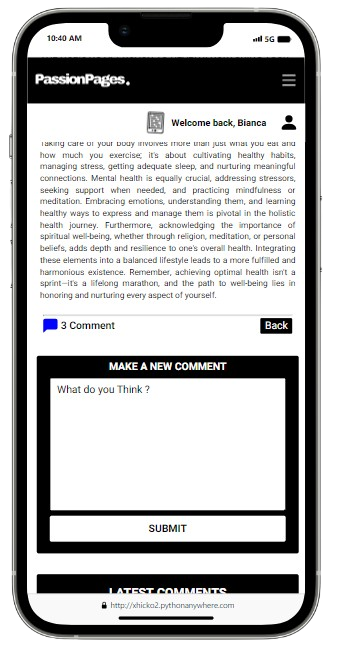 10:40 AM
5G
PassionPages.
Welcome back, Bianca
Taking care of your body involves more than just what you eat and
how much you exercise; it's about cultivating healthy habits,
managing stress, getting adequate sleep, and nurturing meaningful
connections. Mental health is equally crucial, addressing stressors,
seeking support when needed, and practicing mindfulness or
meditation. Embracing emotions, understanding them, and learning
healthy ways to express and manage them is pivotal in the holistic
health journey. Furthermore, acknowledging the importance of
spiritual well-being, whether through religion, meditation, or personal
beliefs, adds depth and resilience to one's overall health. Integrating
these elements into a balanced lifestyle leads to a more fulfilled and
harmonious existence. Remember, achieving optimal health isn't a
sprint—it's a lifelong marathon, and the path to well-being lies in
honoring and nurturing every aspect of yourself.
3 Comment
Back
MAKE A NEW COMMENT
What do you Think ?
SUBMIT
LATEST COMMENTS
http://xhicko2.pythonanywhere.com